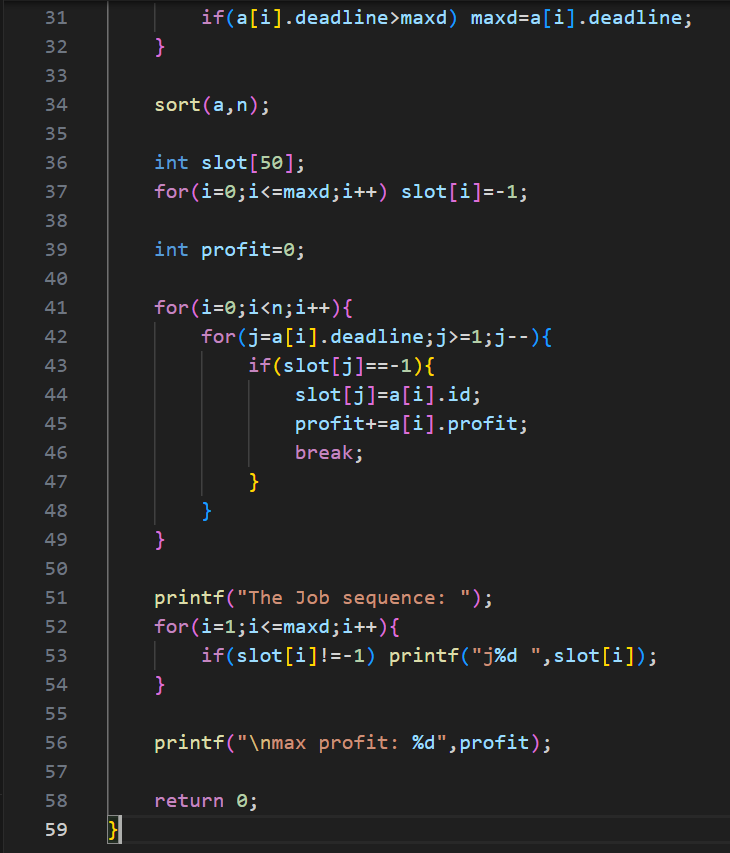 31 if(a[i].deadline>maxd) maxd=a[i].deadline;
32 }
33
34 sort(a,n);
35
36 int slot[50];
37 for(i=0;i<=maxd;i++) slot[i]=-1;
38
39 int profit=0;
40
41 for(i=0;i<n;i++){
42 for(j=a[i].deadline;j>=1;j--){
43 if(slot[j]==-1){
44 slot[j]=a[i].id;
45 profit+=a[i].profit;
46 break;
47 }
48 }
49 }
50
51 printf("The Job sequence: ");
52 for(i=1;i<=maxd;i++){
53 if(slot[i]!=-1) printf("j%d ",slot[i]);
54 }
55
56 printf("\nmax profit: %d",profit);
57
58 return 0;
59 }